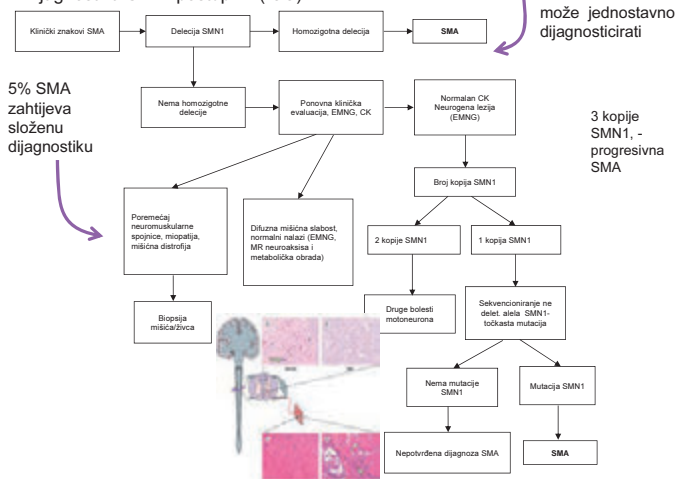 može jednostavno
dijagnosticirati
Klinički znakovi SMA
Delecija SMN1
Homozigotna delecija
SMA
5% SMA
zahtijeva
složenu
dijagnostiku
Nema homozigotne
delecije
Ponovna klinička
evaluacija, EMNG, CK
Normalan CK
Neurogena lezija
(EMNG)
3 kopije
SMN1, -
progresivna
SMA
Broj kopija SMN1
Poremećaj
neuromuskularne
spojnice, miopatija,
mišićna distrofija
Difuzna mišićna slabost,
normalni nalazi (EMNG,
MR neuroaksisa i
metabolička obrada)
2 kopije SMN1
1 kopija SMN1
Biopsija
mišića/živca
Druge bolesti
motoneurona
Sekvencioniranje ne
delet. alela SMN1-
točkasta mutacija
Nema mutacije
SMN1
Mutacija SMN1
Nepotvrđena dijagnoza SMA
SMA